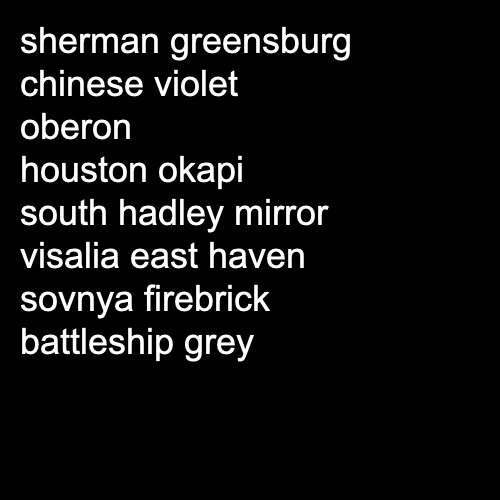 sherman greensburg
chinese violet
oberon
houston okapi
south hadley mirror
visalia east haven
sovnya firebrick
battleship grey